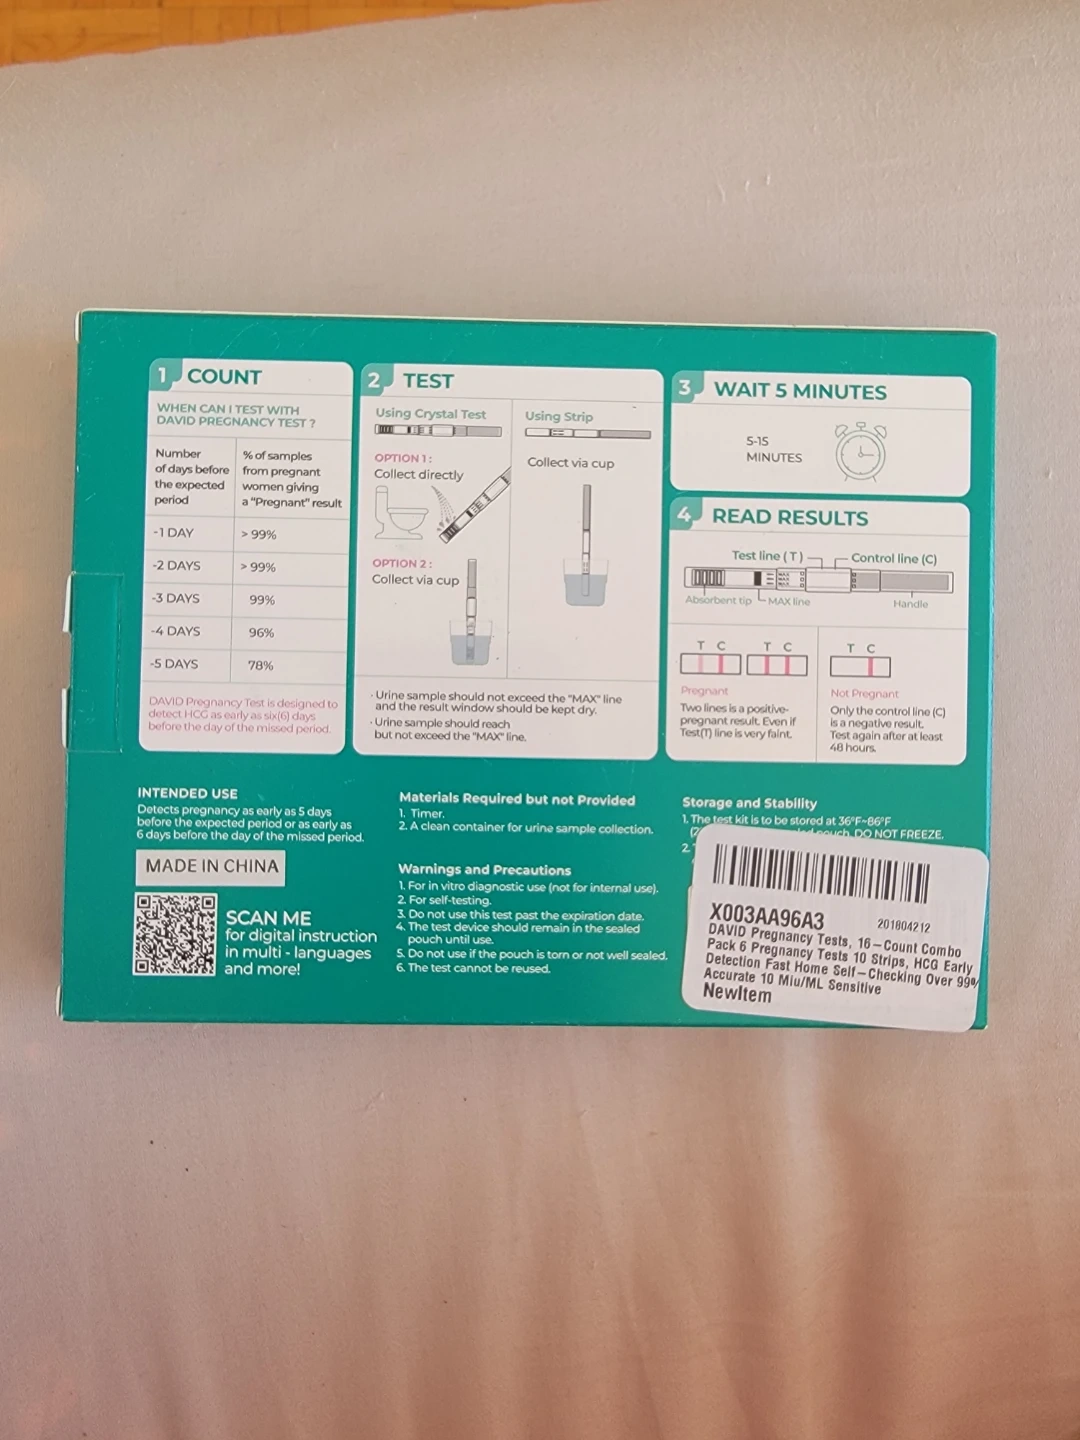 1 COUNT
WHEN CAN I TEST WITH
DAVID PREGNANCY TEST ?
Number
of days before
the expected
period
% of samples
from pregnant
women giving
a "Pregnant" result
-1 DAY > 99%
-2 DAYS > 99%
-3 DAYS 99%
-4 DAYS 96%
-5 DAYS 78%
DAVID Pregnancy Test is designed to
detect HCG as early as six(6) days
before the day of the missed period.
2 TEST
Using Crystal Test
OPTION 1:
Collect directly
OPTION 2:
Collect via cup
Using Strip
Collect via cup
· Urine sample should not exceed the "MAX" line
and the result window should be kept dry.
· Urine sample should reach
but not exceed the "MAX" line.
3 WAIT 5 MINUTES
5-15
MINUTES
4 READ RESULTS
Test line ( T ) Control line (C)
MAX
MAX
MAX
Absorbent tip MAX line Handle
T C T C T C
Pregnant
Two lines is a positive-
pregnant result. Even if
Test(T) line is very faint.
Not Pregnant
Only the control line (C)
is a negative result.
Test again after at least
48 hours.
INTENDED USE
Detects pregnancy as early as 5 days
before the expected period or as early as
6 days before the day of the missed period.
MADE IN CHINA
SCAN ME
for digital instruction
in multi - languages
and more!
Materials Required but not Provided
1. Timer.
2. A clean container for urine sample collection.
Warnings and Precautions
1. For in vitro diagnostic use (not for internal use).
2. For self-testing.
3. Do not use this test past the expiration date.
4. The test device should remain in the sealed
pouch until use.
5. Do not use if the pouch is torn or not well sealed.
6. The test cannot be reused.
Storage and Stability
1. The test kit is to be stored at 36°F~86°F
pouch. DO NOT FREEZE.
2.
X003AA96A3 201804212
DAVID Pregnancy Tests, 16-Count Combo
Pack 6 Pregnancy Tests 10 Strips, HCG Early
Detection Fast Home Self-Checking Over 99%
Accurate 10 Miu/ML Sensitive
NewItem